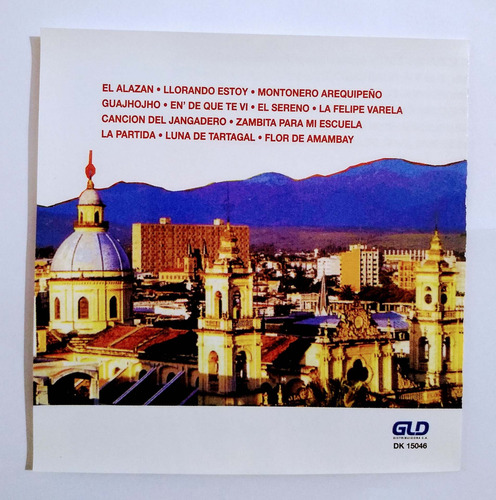 EL ALAZAN • LLORANDO ESTOY • MONTONERO AREQUIPEÑO
GUAJHOJHO • EN' DE QUE TE VI • EL SERENO • LA FELIPE VARELA
CANCION DEL JANGADERO • ZAMBITA PARA MI ESCUELA
LA PARTIDA • LUNA DE TARTAGAL • FLOR DE AMAMBAY
GLD
DISTRIBUIDORA S.A.
DK 15046